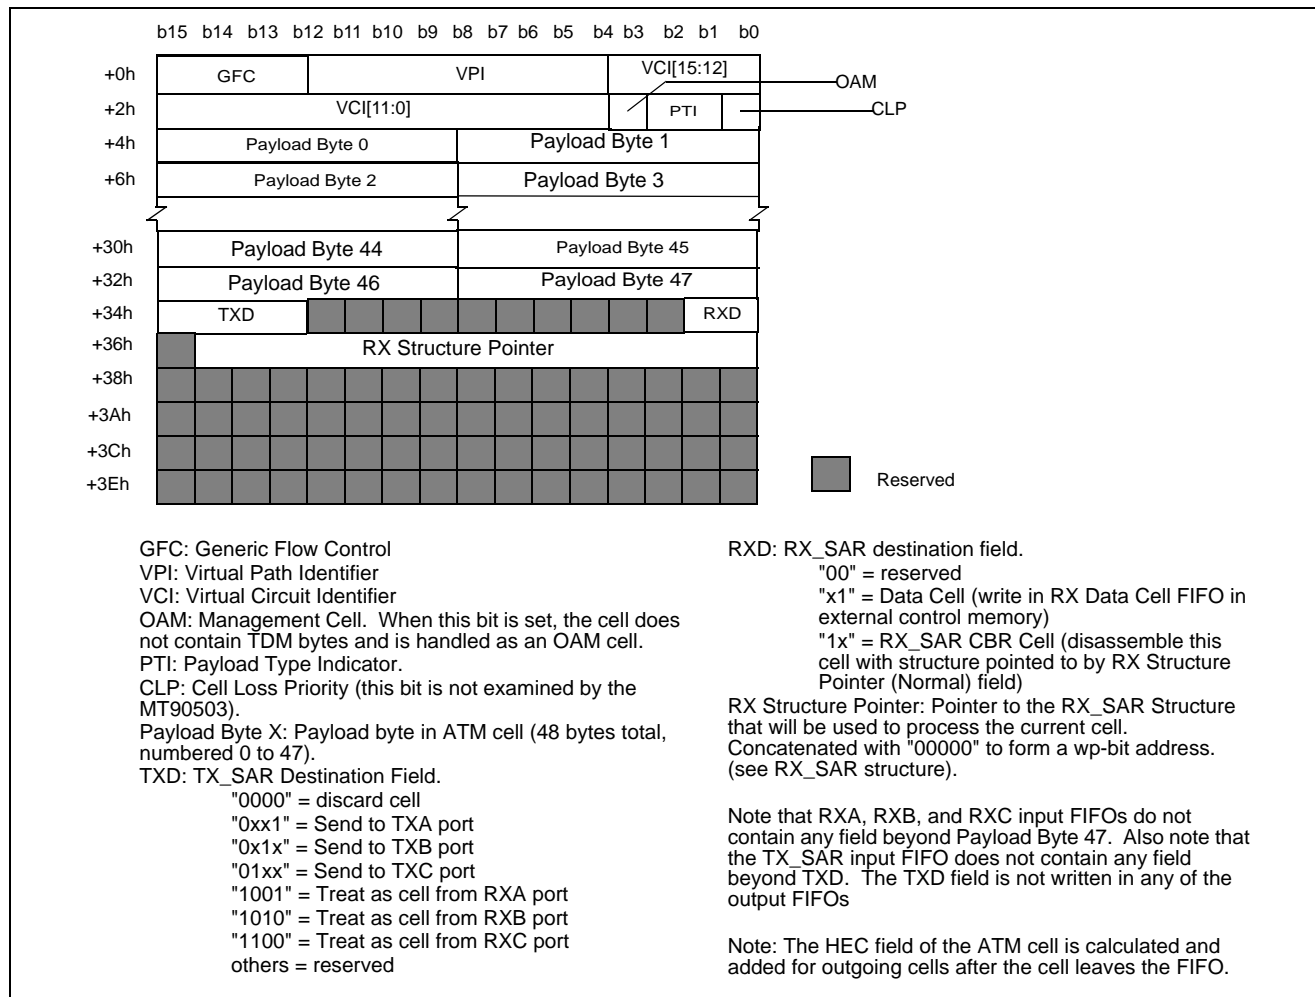 b15 b14 b13 b12 b11 b10 b9 b8 b7 b6 b5 b4 b3 b2 b1 b0
+0h GFC VPI VCI[15:12]
OAM
+2h VCI[11:0] PTI CLP
+4h Payload Byte 0 Payload Byte 1
+6h Payload Byte 2 Payload Byte 3
+30h Payload Byte 44 Payload Byte 45
+32h Payload Byte 46 Payload Byte 47
+34h TXD RXD
+36h RX Structure Pointer
+38h
+3Ah
+3Ch
+3Eh
Reserved
GFC: Generic Flow Control
VPI: Virtual Path Identifier
VCI: Virtual Circuit Identifier
OAM: Management Cell. When this bit is set, the cell does
not contain TDM bytes and is handled as an OAM cell.
PTI: Payload Type Indicator.
CLP: Cell Loss Priority (this bit is not examined by the
MT90503).
Payload Byte X: Payload byte in ATM cell (48 bytes total,
numbered 0 to 47).
TXD: TX_SAR Destination Field.
"0000" = discard cell
"0xx1" = Send to TXA port
"0x1x" = Send to TXB port
"01xx" = Send to TXC port
"1001" = Treat as cell from RXA port
"1010" = Treat as cell from RXB port
"1100" = Treat as cell from RXC port
others = reserved
RXD: RX_SAR destination field.
"00" = reserved
"x1" = Data Cell (write in RX Data Cell FIFO in
external control memory)
"1x" = RX_SAR CBR Cell (disassemble this
cell with structure pointed to by RX Structure
Pointer (Normal) field)
RX Structure Pointer: Pointer to the RX_SAR Structure
that will be used to process the current cell.
Concatenated with "00000" to form a wp-bit address.
(see RX_SAR structure).
Note that RXA, RXB, and RXC input FIFOs do not
contain any field beyond Payload Byte 47. Also note that
the TX_SAR input FIFO does not contain any field
beyond TXD. The TXD field is not written in any of the
output FIFOs
Note: The HEC field of the ATM cell is calculated and
added for outgoing cells after the cell leaves the FIFO.